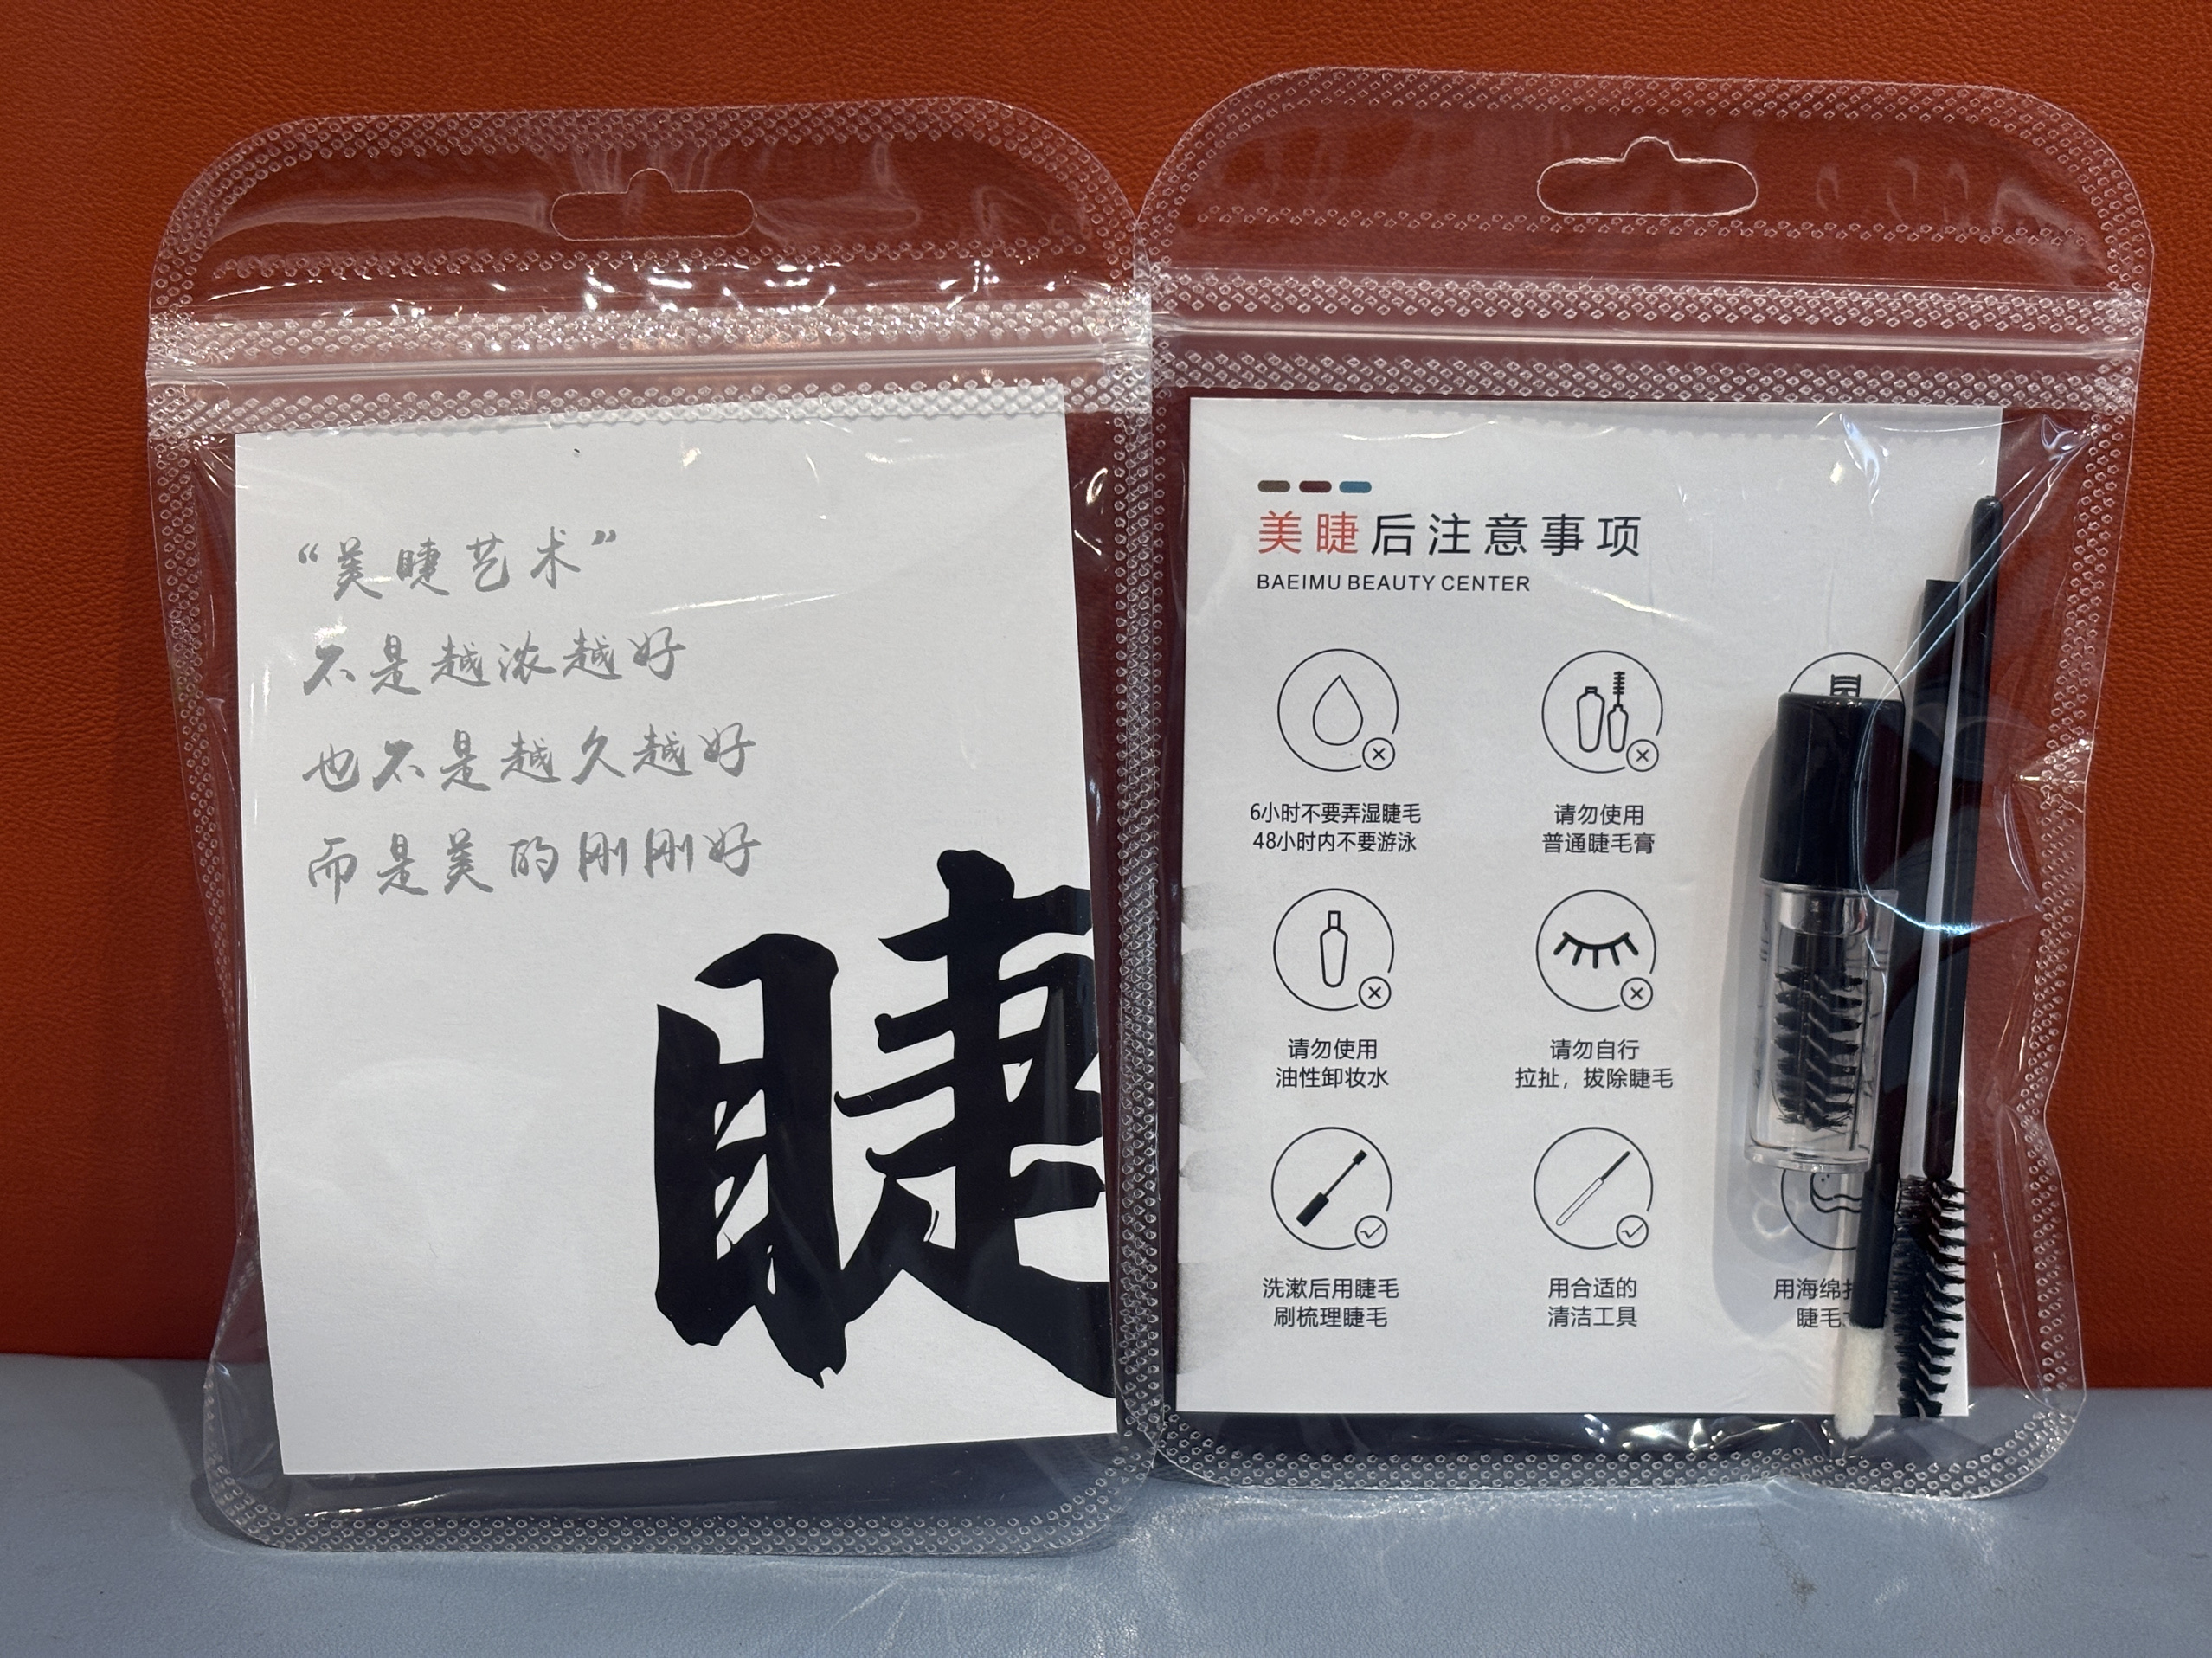 “美睫艺术”
不是越浓越好
也不是越久越好
而是美的刚刚好
睫
美睫后注意事项
BAEIMU BEAUTY CENTER
6小时不要弄湿睫毛
48小时内不要游泳
请勿使用
普通睫毛膏
请勿使用
油性卸妆水
请勿自行
拉扯，拔除睫毛
洗漱后用睫毛
刷梳理睫毛
用合适的
清洁工具
用海绵
睫毛